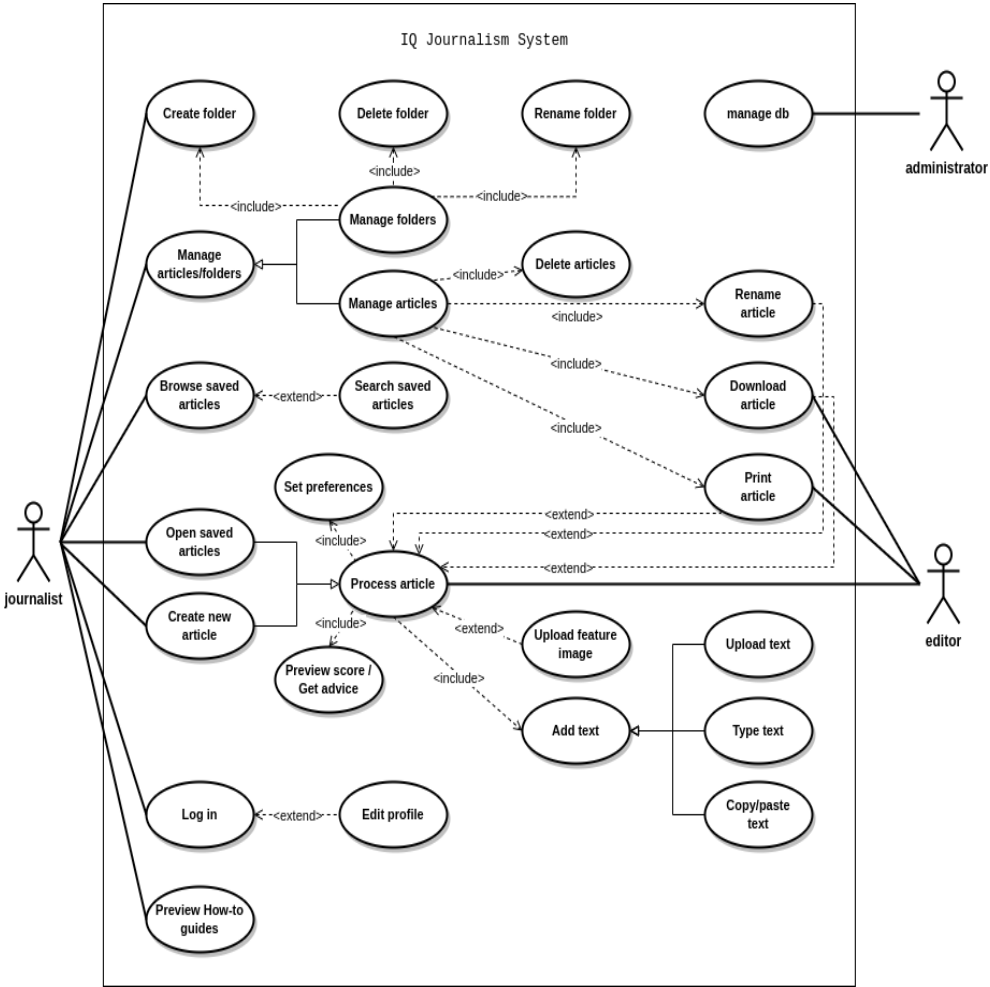 IQ Journalism System
Create folder
Delete folder
Rename folder
manage db
administrator
<include>
<include>
<include>
Manage folders
Manage
articles/folders
Delete articles
<include>
Manage articles
Rename
article
<include>
<include>
Browse saved
articles
<extend>
Search saved
articles
Download
article
<include>
Set preferences
Print
article
<extend>
<extend>
<include>
<extend>
Open saved
articles
journalist
Process article
editor
Create new
article
<include>
<extend>
Upload feature
image
Upload text
Preview score /
Get advice
<include>
Add text
Type text
Log in
<extend>
Edit profile
Copy/paste
text
Preview How-to
guides